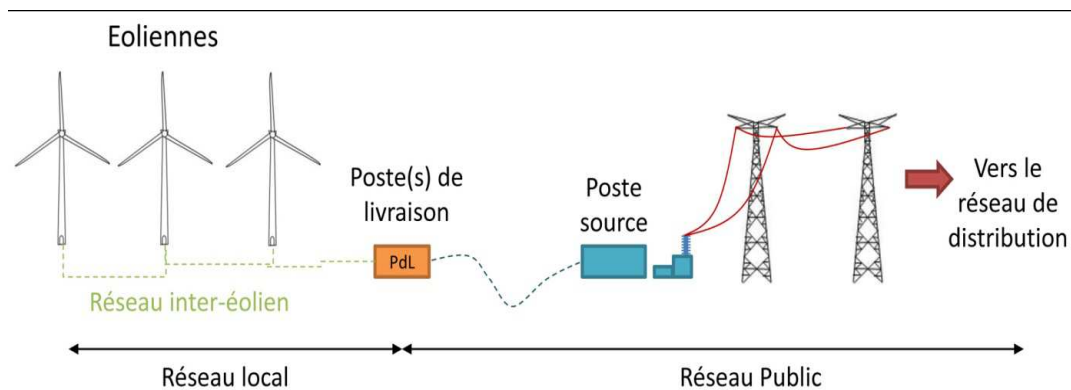 Eoliennes
Poste(s) de
livraison
Poste
source
Vers le
réseau de
distribution
PdL
Réseau inter-éolien
Réseau local
Réseau Public